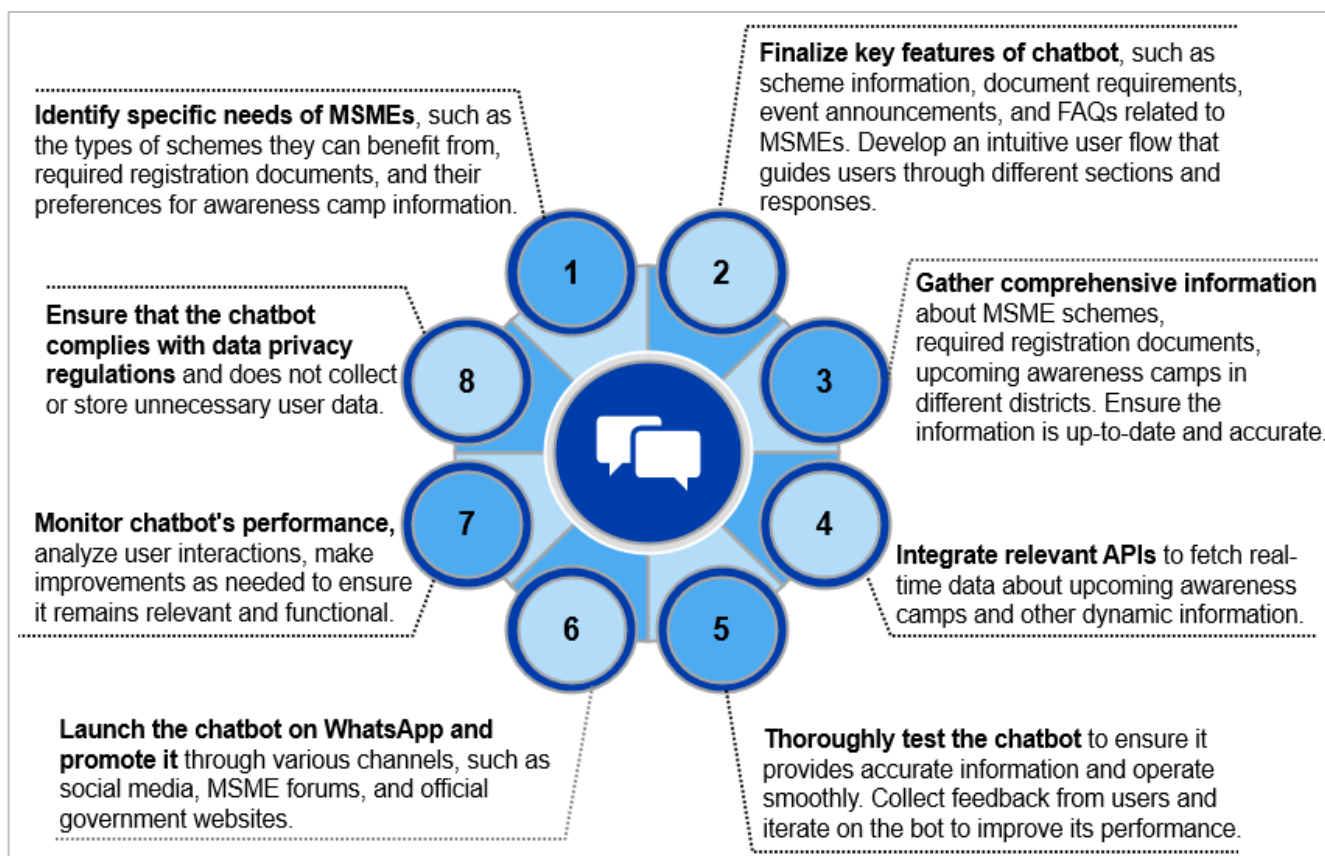 Identify specific needs of MSMEs, such as
the types of schemes they can benefit from,
required registration documents, and their
preferences for awareness camp information.
1
Finalize key features of chatbot, such as
scheme information, document requirements,
event announcements, and FAQs related to
MSMEs. Develop an intuitive user flow that
guides users through different sections and
responses.
2
Gather comprehensive information
about MSME schemes,
required registration documents,
upcoming awareness camps in
different districts. Ensure the
information is up-to-date and accurate.
3
Integrate relevant APIs to fetch real-
time data about upcoming awareness
camps and other dynamic information.
4
Thoroughly test the chatbot to ensure it
provides accurate information and operate
smoothly. Collect feedback from users and
iterate on the bot to improve its performance.
5
Launch the chatbot on WhatsApp and
promote it through various channels, such as
social media, MSME forums, and official
government websites.
6
Monitor chatbot's performance,
analyze user interactions, make
improvements as needed to ensure
it remains relevant and functional.
7
Ensure that the chatbot
complies with data privacy
regulations and does not collect
or store unnecessary user data.
8